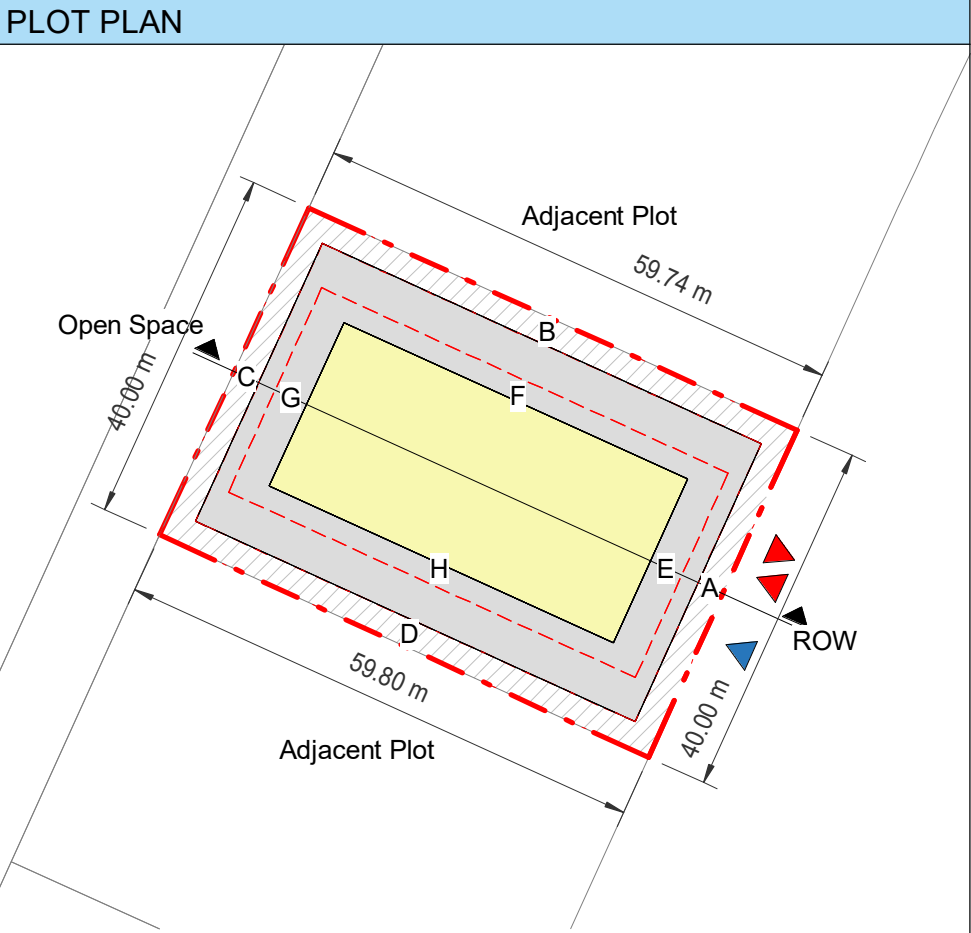 PLOT PLAN
Adjacent Plot
59.74 m
Open Space
40.00 m
B
C
G
F
H
E
A
D
ROW
59.80 m
40.00 m
Adjacent Plot